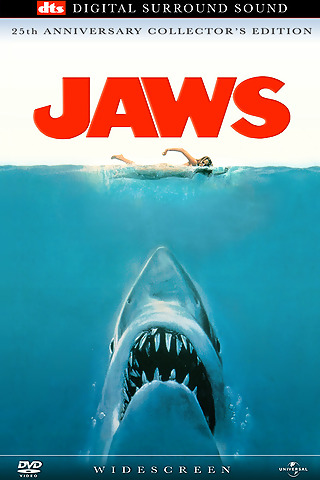 dts DIGITAL SURROUND SOUND
25th ANNIVERSARY COLLECTOR'S EDITION
JAWS
DVD VIDEO WIDESCREEN UNIVERSAL